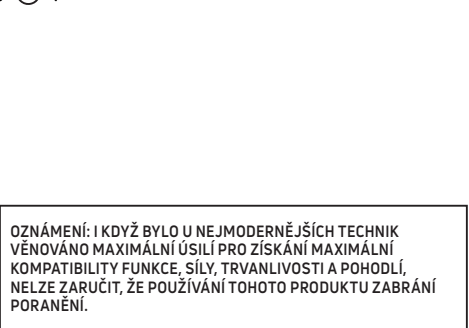 OZNÁMENÍ: I KDYŽ BYLO U NEJMODERNĚJŠÍCH TECHNIK
VĚNOVÁNO MAXIMÁLNÍ ÚSILÍ PRO ZÍSKÁNÍ MAXIMÁLNÍ
KOMPATIBILITY FUNKCE, SÍLY, TRVANLIVOSTI A POHODLÍ,
NELZE ZARUČIT, ŽE POUŽÍVÁNÍ TOHOTO PRODUKTU ZABRÁNÍ
PORANĚNÍ.